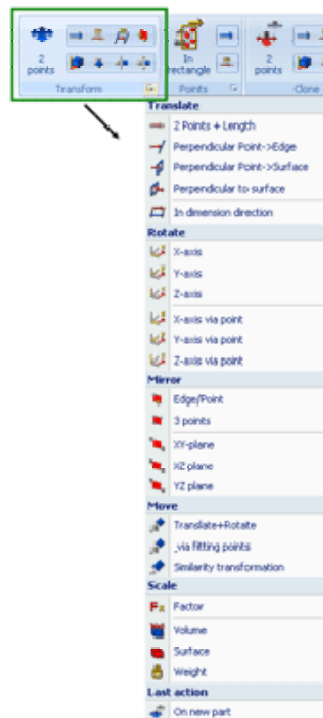 2 points
In rectangle
2 points
Transform
Points
Clone
Translate
2 Points + Length
Perpendicular Point->Edge
Perpendicular Point->Surface
Perpendicular to surface
In dimension direction
Rotate
X-axis
Y-axis
Z-axis
X-axis via point
Y-axis via point
Z-axis via point
Mirror
Edge/Point
3 points
XY-plane
XZ plane
YZ plane
Move
Translate+Rotate
_via fitting points
Similarity transformation
Scale
Factor
Volume
Surface
Weight
Last action
On new part